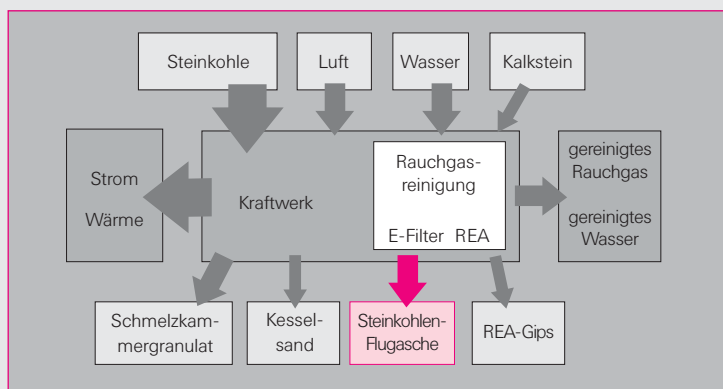 Steinkohle
Luft
Wasser
Kalkstein
Strom
Wärme
Kraftwerk
Rauchgas-
reinigung
E-Filter REA
gereinigtes
Rauchgas
gereinigtes
Wasser
Schmelzkam-
mergranulat
Kessel-
sand
Steinkohlen-
Flugasche
REA-Gips